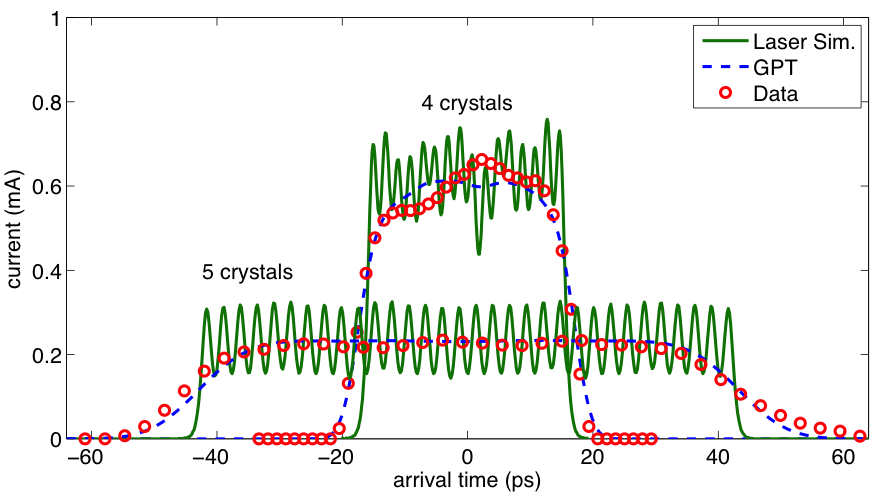 1
0.8
0.6
0.4
0.2
0
current (mA)
Laser Sim.
GPT
Data
4 crystals
5 crystals
−60
−40
−20
0
20
40
60
arrival time (ps)